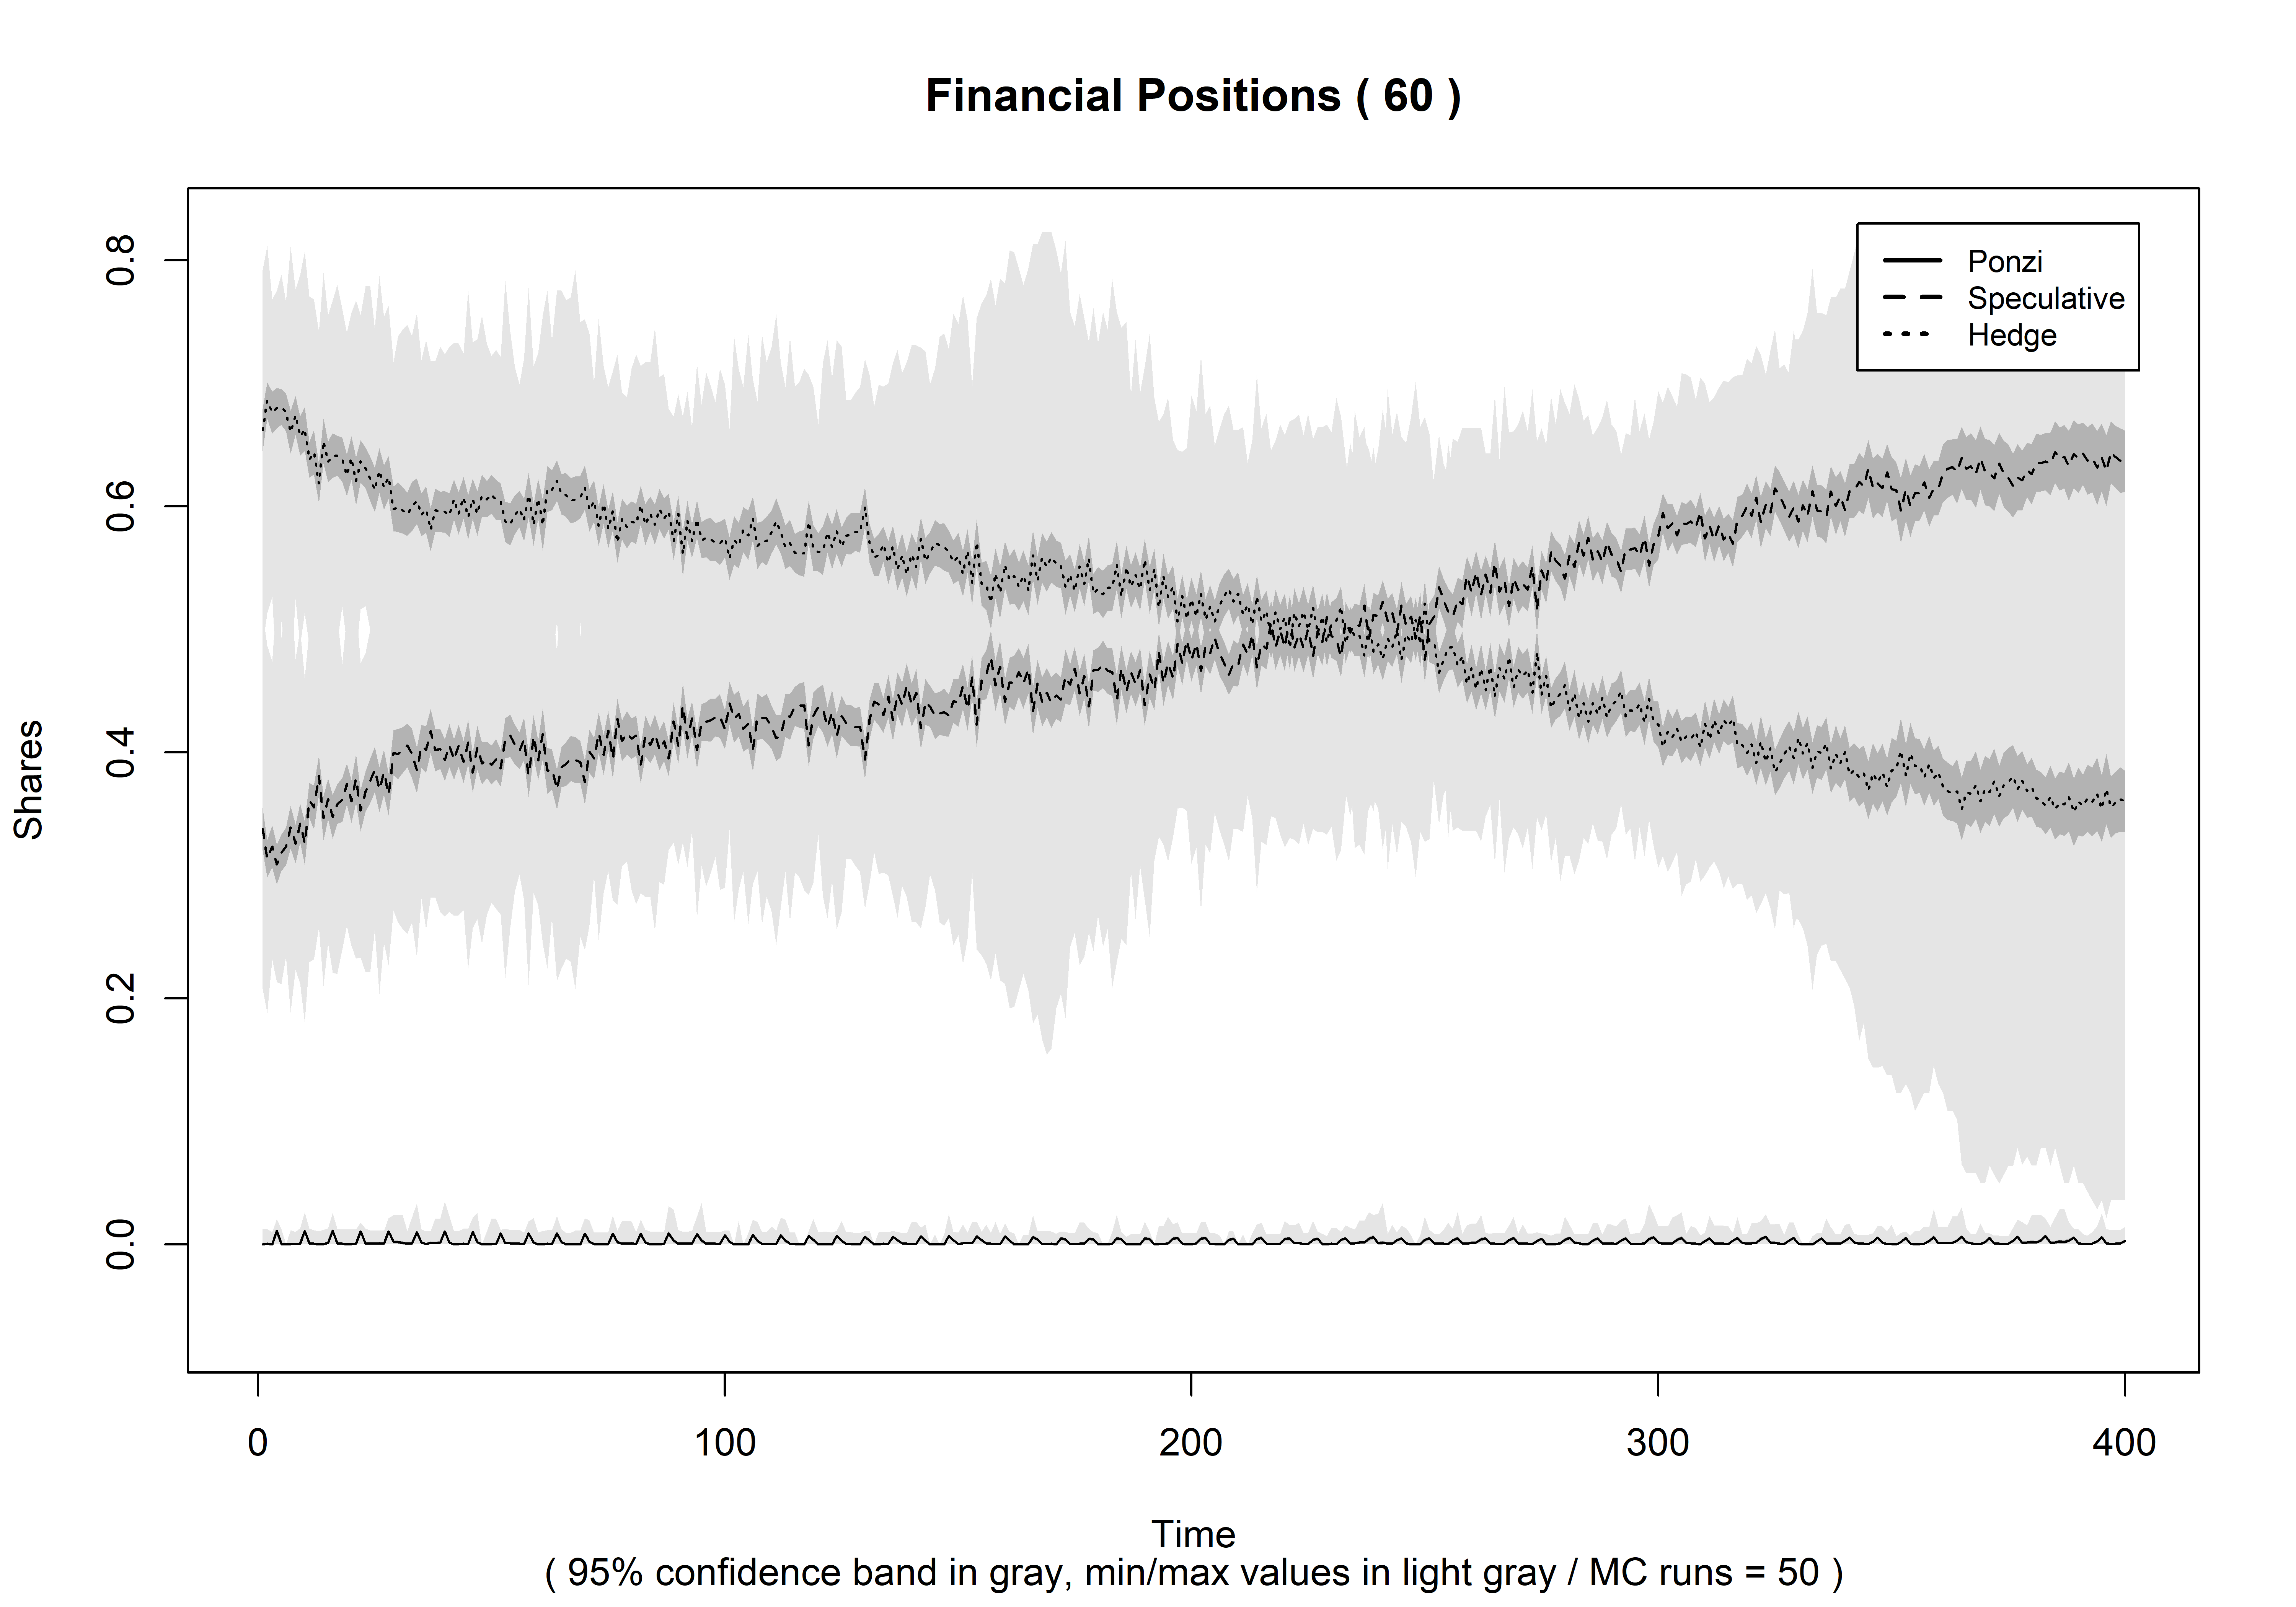 Financial Positions ( 60 )
Ponzi
Speculative
Hedge
Shares
0.8
0.6
0.4
0.2
0.0
0 100 200 300 400
Time
( 95% confidence band in gray, min/max values in light gray / MC runs = 50 )